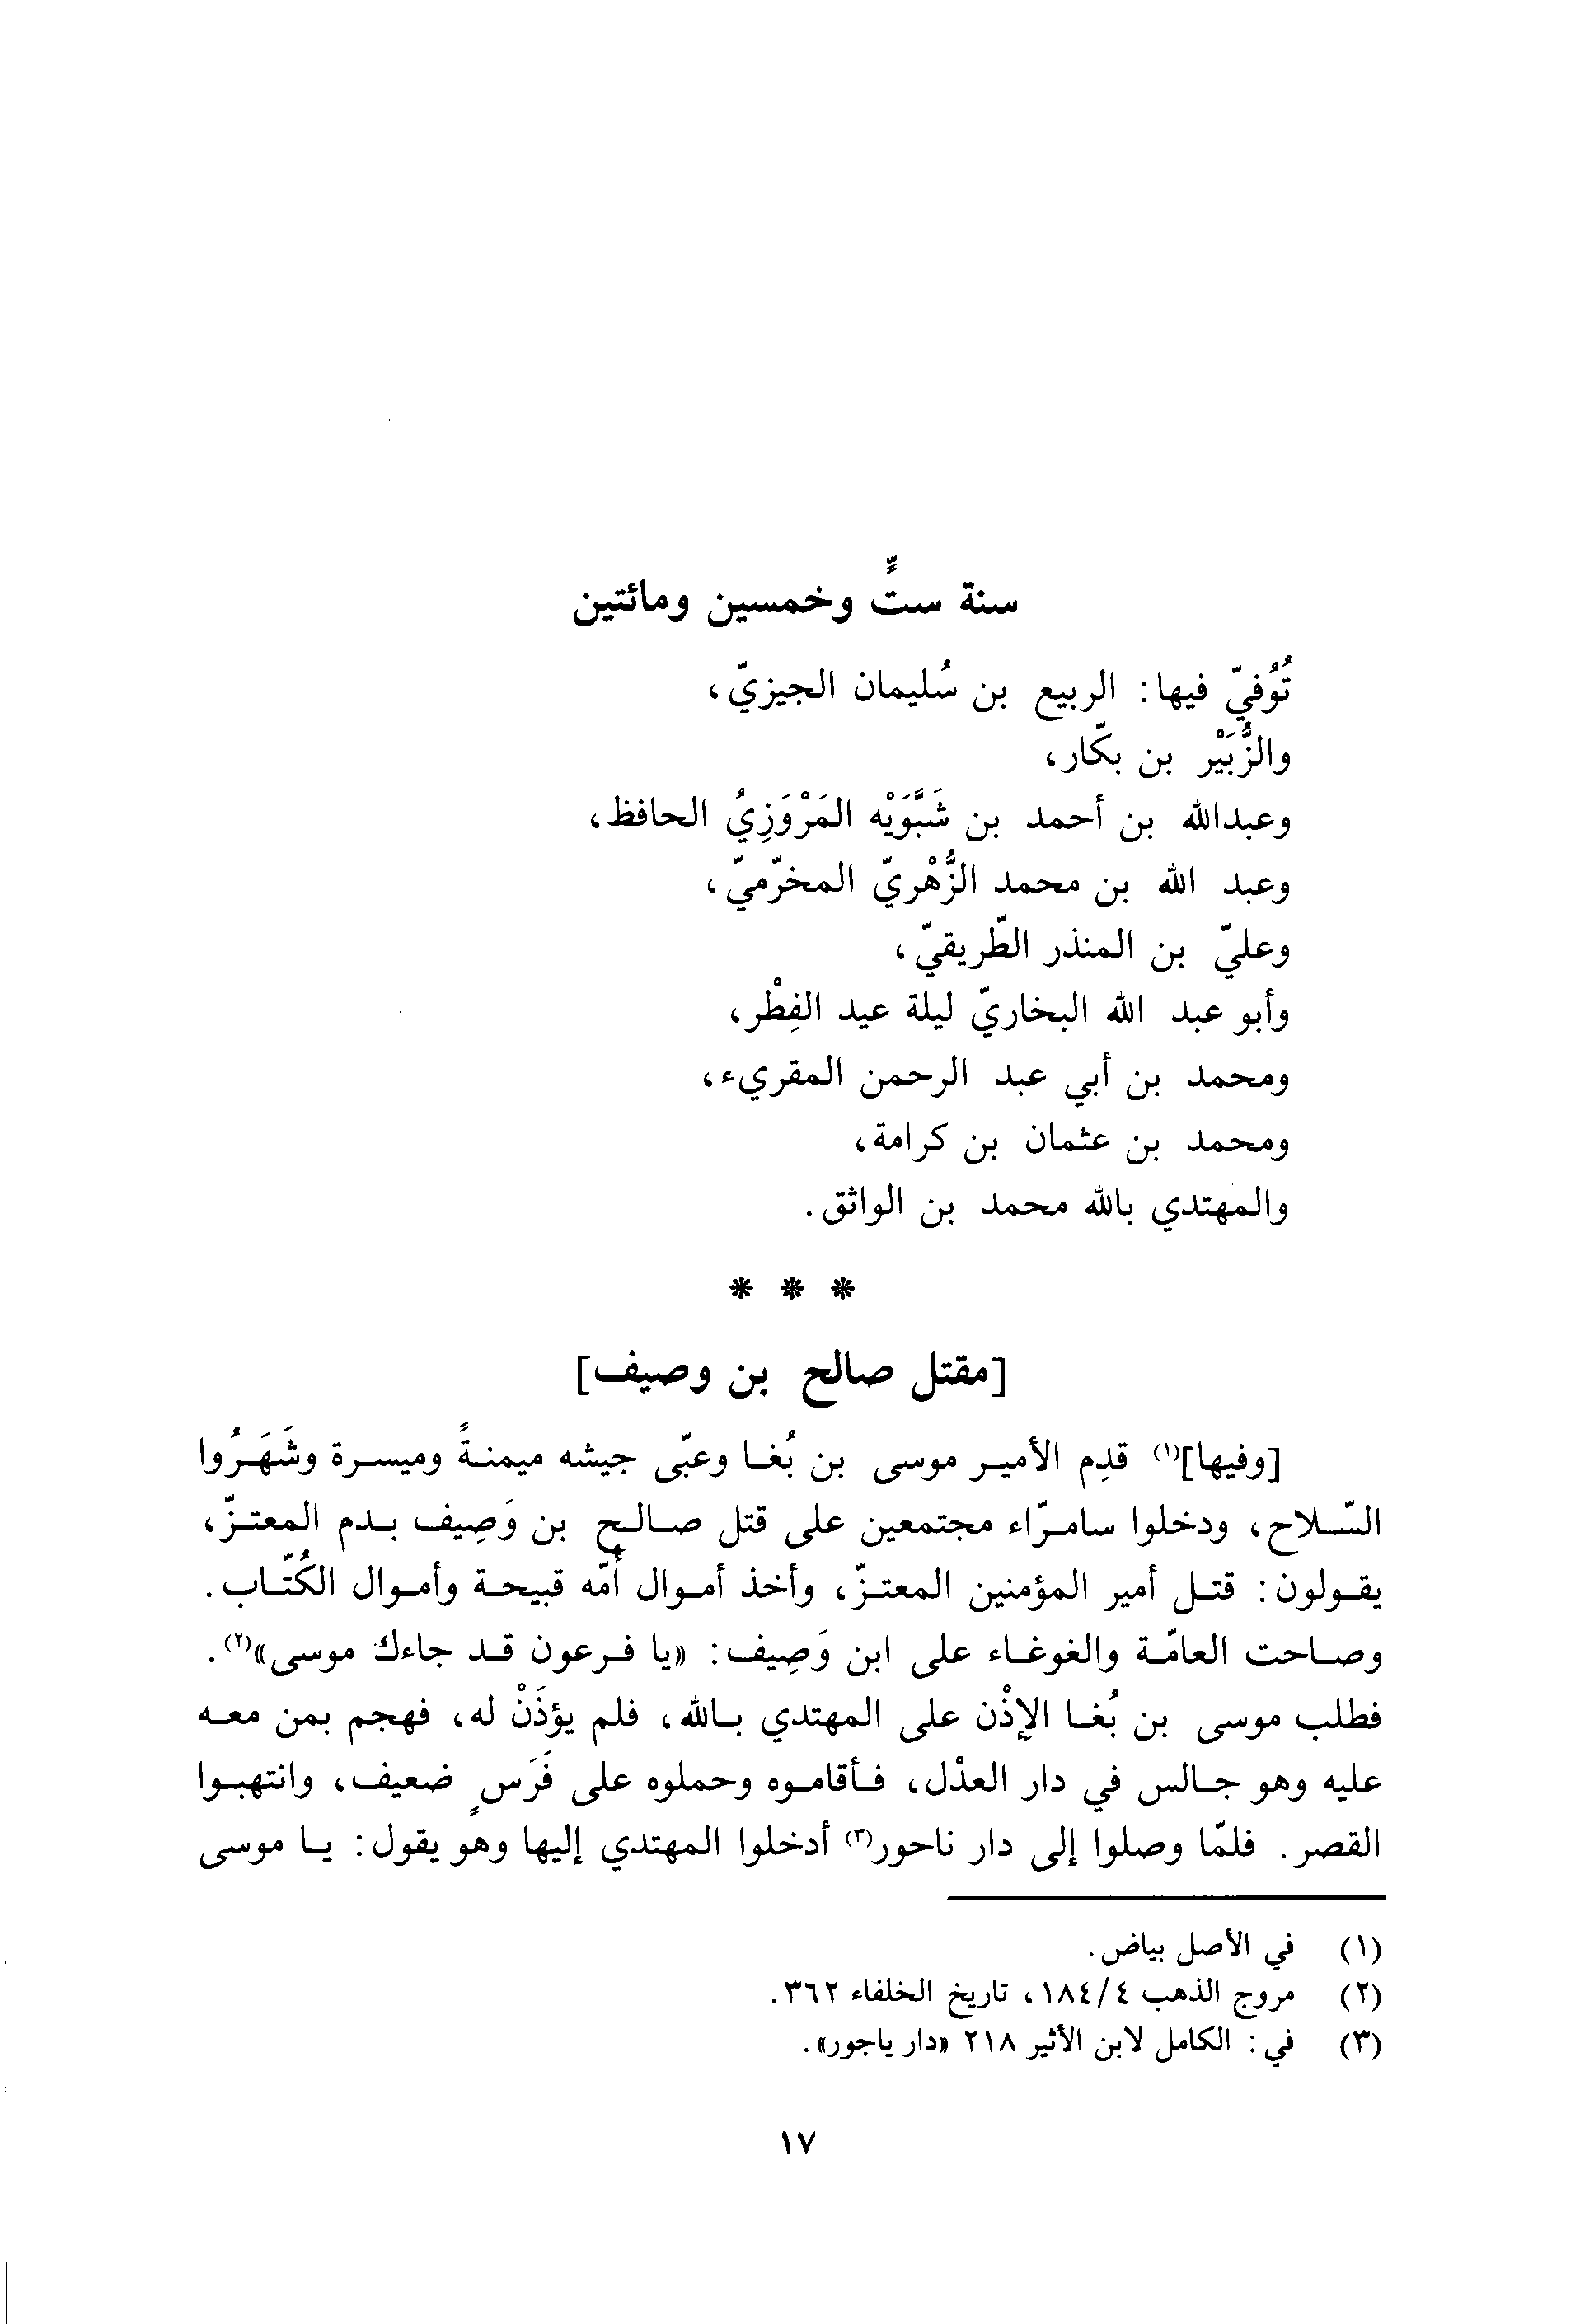 سنة ستٍّ وخمسين ومائتين
تُوُفيّ فيها: الربيع بن سُليمان الجيزيّ،
والزُّبَيْر بن بكّار،
وعبدالله بن أحمد بن شَبَّوَيْه المَرْوَزِيُ الحافظ،
وعبد الله بن محمد الزُّهْريّ المخرّميّ،
وعليّ بن المنذر الطّريقيّ،
وأبو عبد الله البخاريّ ليلة عيد الفِطْر،
ومحمد بن أبي عبد الرحمن المقريء،
ومحمد بن عثمان بن كرامة،
والمهتدي بالله محمد بن الواثق.
* * *
[مقتل صالح بن وصيف]
[وفيها](١) قدِم الأمير موسى بن بُغا وعبّى جيشه ميمنةً وميسرة وشَهَرُوا
السّلاح، ودخلوا سامرّاء مجتمعين على قتل صالح بن وَصِيف بدم المعتزّ،
يقولون: قتل أمير المؤمنين المعتزّ، وأخذ أموال أُمّه قبيحة وأموال الكُتّاب.
وصاحت العامّة والغوغاء على ابن وَصِيف: «يا فرعون قد جاءك موسى»(٢).
فطلب موسى بن بُغا الإِذْن على المهتدي بالله، فلم يؤذَنْ له، فهجم بمن معه
عليه وهو جالس في دار العدْل، فأقاموه وحملوه على فَرَسٍ ضعيف، وانتهبوا
القصر. فلمّا وصلوا إلى دار ناحور(٣) أدخلوا المهتدي إليها وهو يقول: يا موسى
(١) في الأصل بياض.
(٢) مروج الذهب ٤/١٨٤، تاريخ الخلفاء ٣٦٢.
(٣) في: الكامل لابن الأثير ٢١٨ «دار ياجور».
١٧